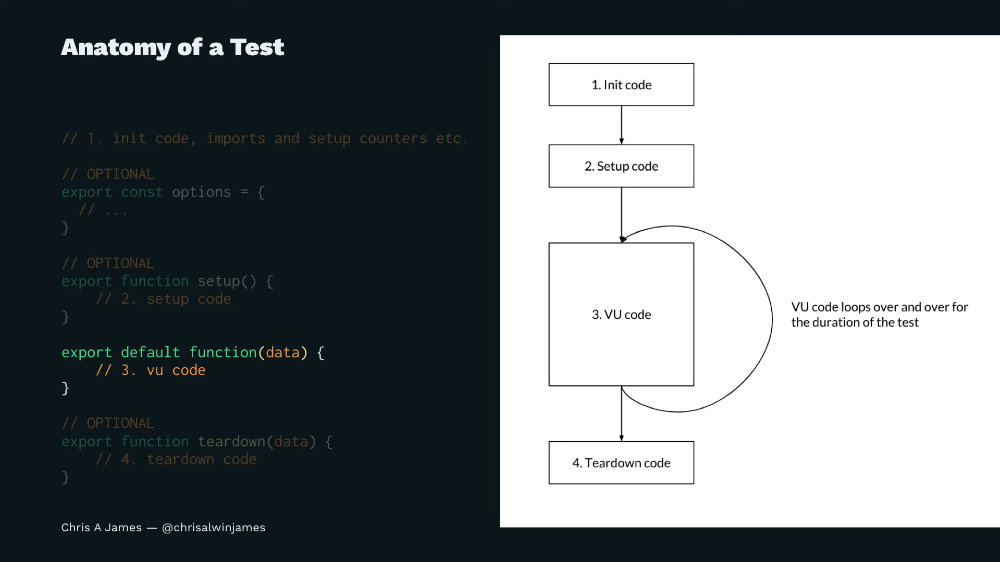 Anatomy of a Test
// 1. init code, imports and setup counters etc.
// OPTIONAL
export const options = {
  // ...
}
// OPTIONAL
export function setup() {
    // 2. setup code
}
export default function(data) {
    // 3. vu code
}
// OPTIONAL
export function teardown(data) {
    // 4. teardown code
}
Chris A James — @chrisalwinjames
1. Init code
2. Setup code
3. VU code
VU code loops over and over for
the duration of the test
4. Teardown code